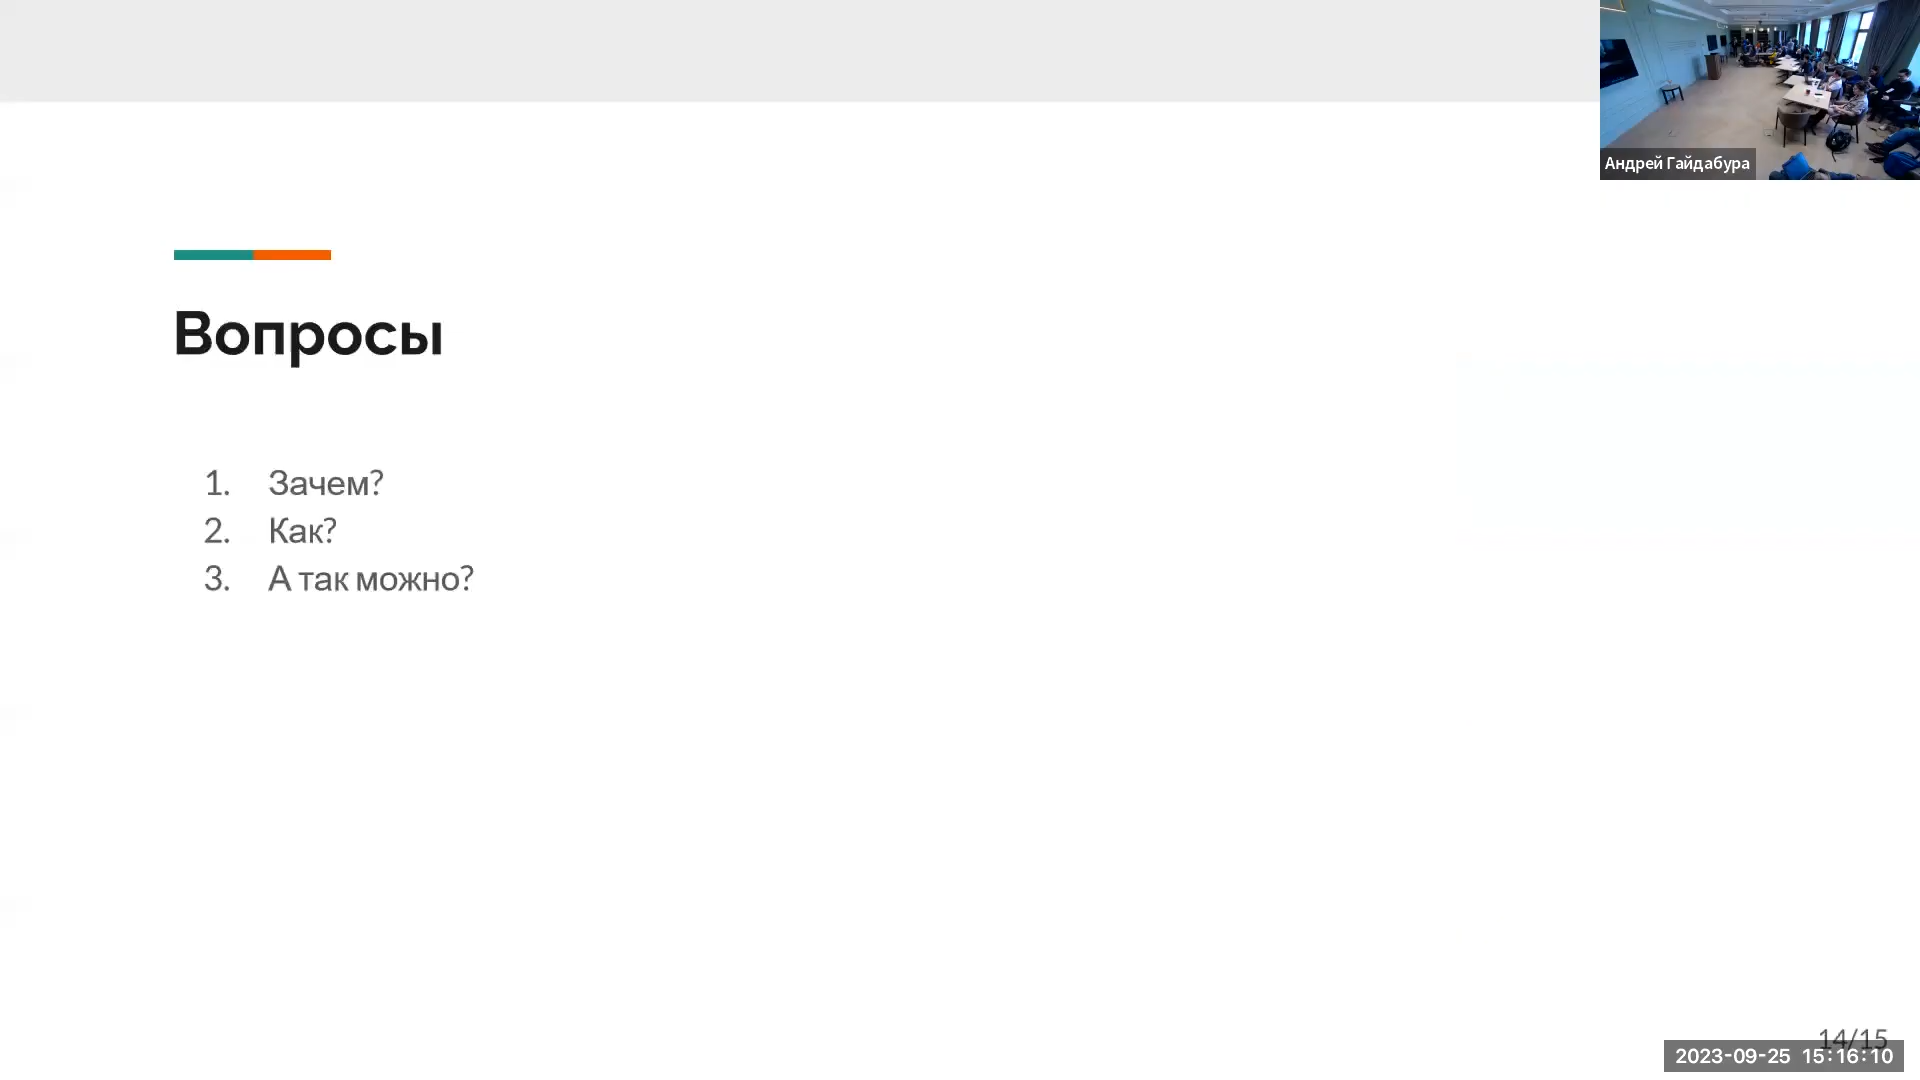 Андрей Гайдабура
Вопросы
1. Зачем?
2. Как?
3. А так можно?
14/15
2023-09-25 15:16:10